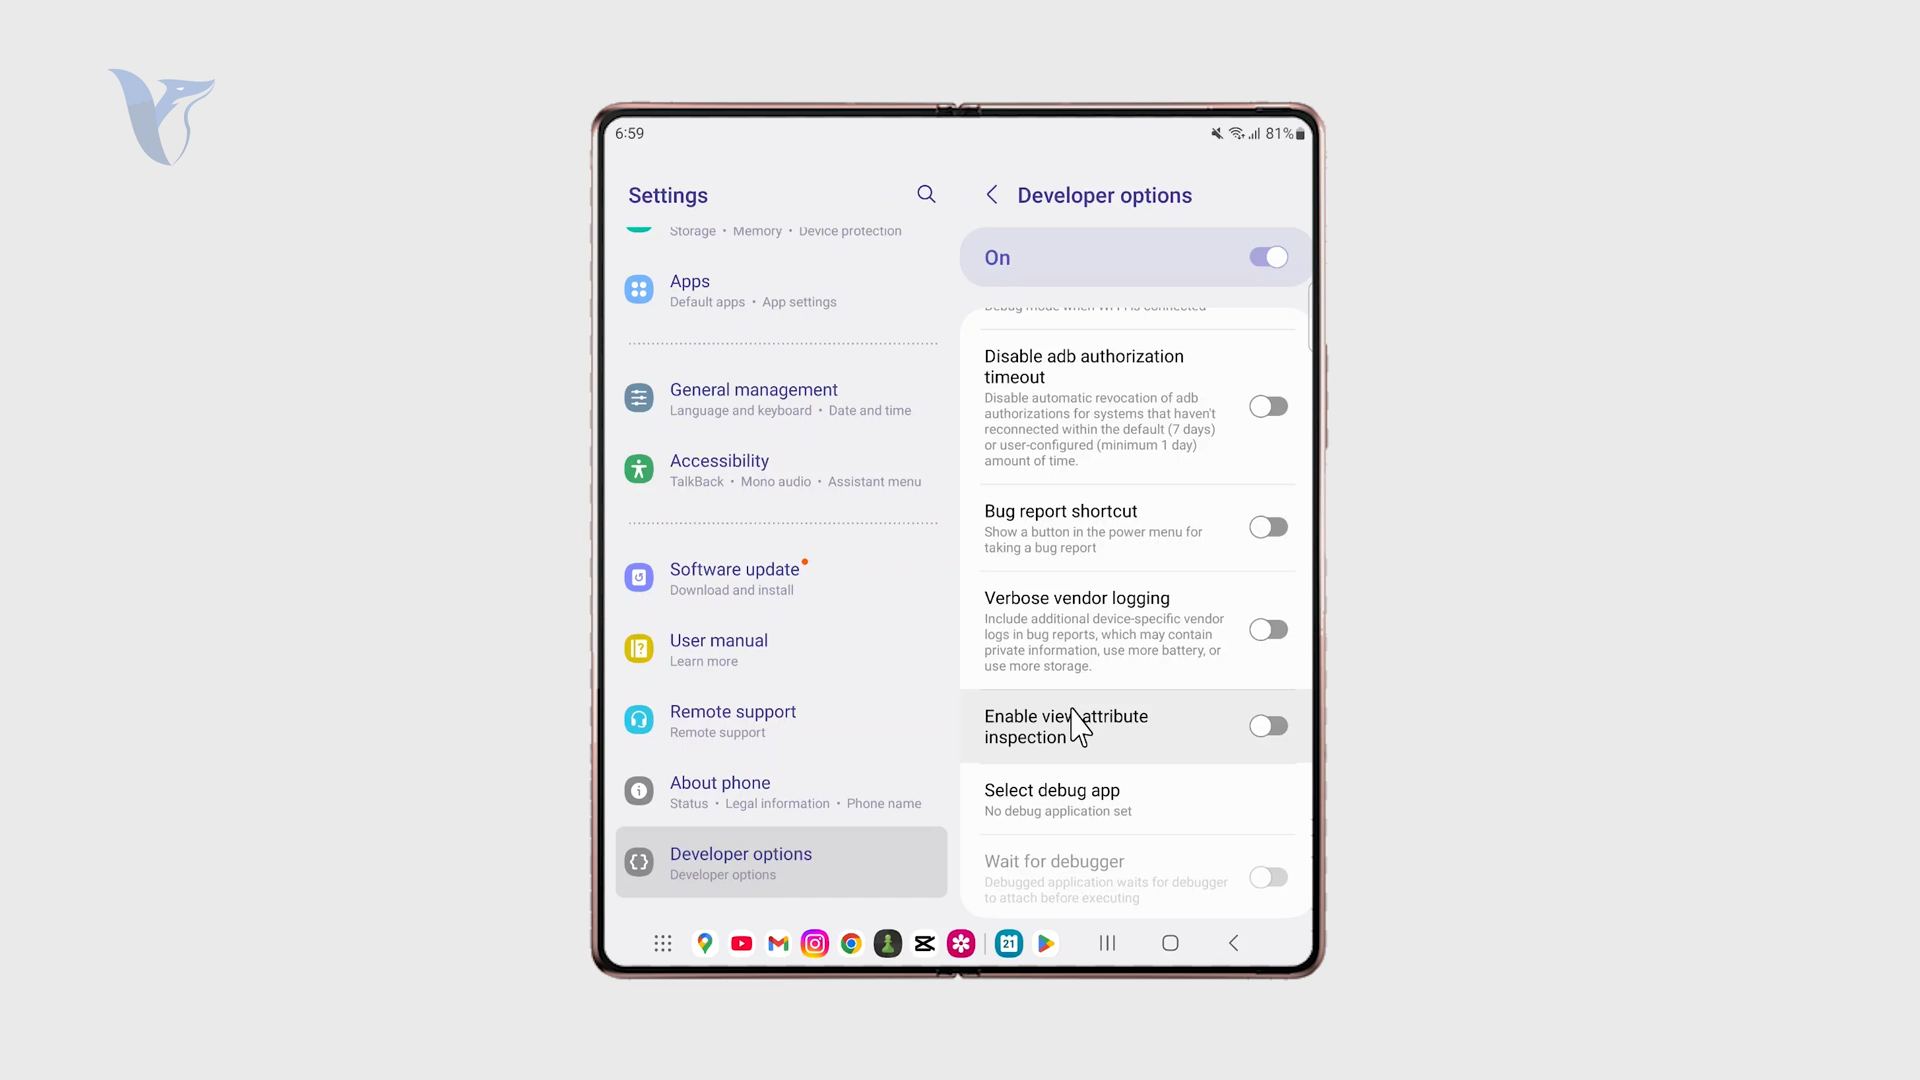 6:59
81%
Settings
Storage • Memory • Device protection
Apps
Default apps • App settings
General management
Language and keyboard • Date and time
Accessibility
TalkBack • Mono audio • Assistant menu
Software update
Download and install
User manual
Learn more
Remote support
Remote support
About phone
Status • Legal information • Phone name
Developer options
Developer options
Developer options
On
Debug mode when Wi-Fi is connected
Disable adb authorization
timeout
Disable automatic revocation of adb
authorizations for systems that haven't
reconnected within the default (7 days)
or user-configured (minimum 1 day)
amount of time.
Bug report shortcut
Show a button in the power menu for
taking a bug report
Verbose vendor logging
Include additional device-specific vendor
logs in bug reports, which may contain
private information, use more battery, or
use more storage.
Enable view attribute
inspection
Select debug app
No debug application set
Wait for debugger
Debugged application waits for debugger
to attach before executing
21